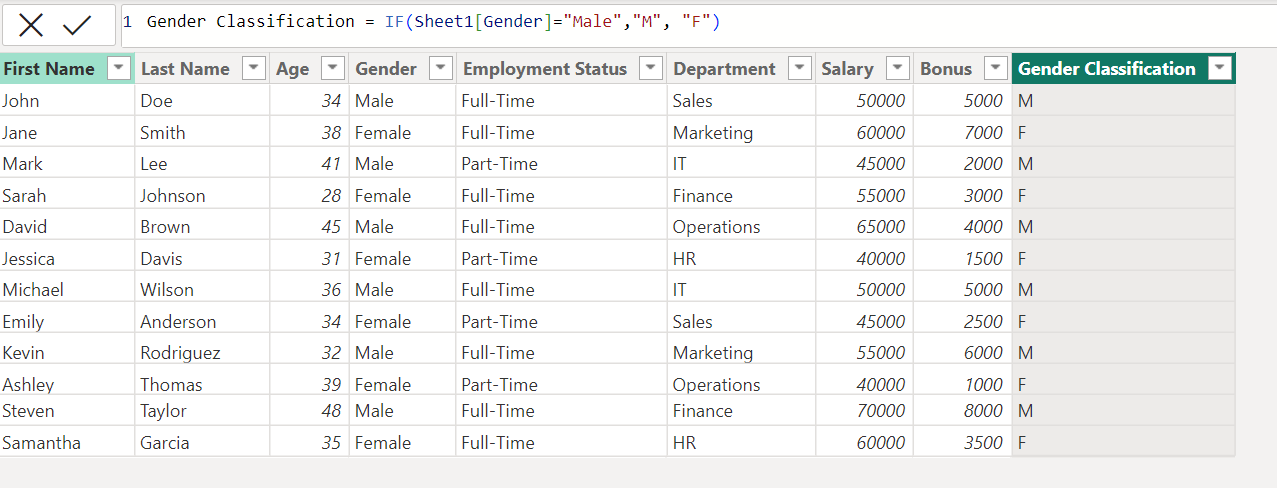 1 Gender Classification = IF(Sheet1[Gender]="Male","M", "F")
First Name Last Name Age Gender Employment Status Department Salary Bonus Gender Classification
John Doe 34 Male Full-Time Sales 50000 5000 M
Jane Smith 38 Female Full-Time Marketing 60000 7000 F
Mark Lee 41 Male Part-Time IT 45000 2000 M
Sarah Johnson 28 Female Full-Time Finance 55000 3000 F
David Brown 45 Male Full-Time Operations 65000 4000 M
Jessica Davis 31 Female Part-Time HR 40000 1500 F
Michael Wilson 36 Male Full-Time IT 50000 5000 M
Emily Anderson 34 Female Part-Time Sales 45000 2500 F
Kevin Rodriguez 32 Male Full-Time Marketing 55000 6000 M
Ashley Thomas 39 Female Part-Time Operations 40000 1000 F
Steven Taylor 48 Male Full-Time Finance 70000 8000 M
Samantha Garcia 35 Female Full-Time HR 60000 3500 F